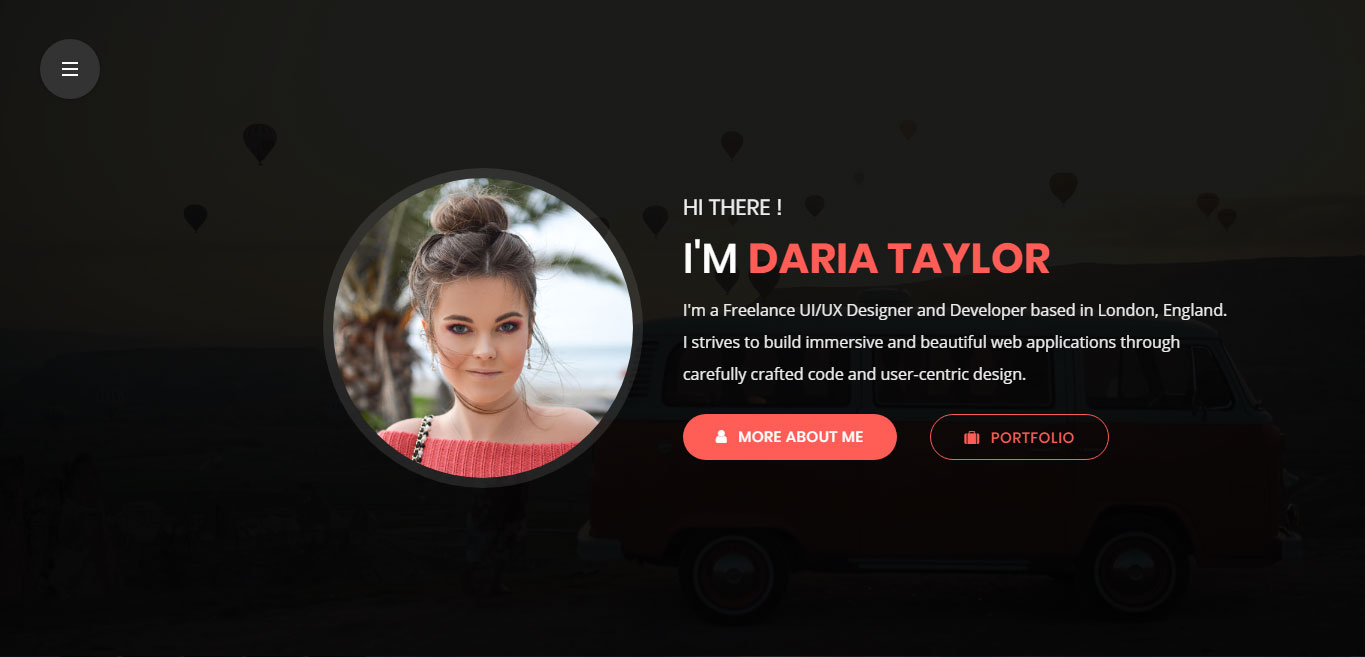 HI THERE !
I'M DARIA TAYLOR
I'm a Freelance UI/UX Designer and Developer based in London, England.
I strives to build immersive and beautiful web applications through
carefully crafted code and user-centric design.
MORE ABOUT ME
PORTFOLIO